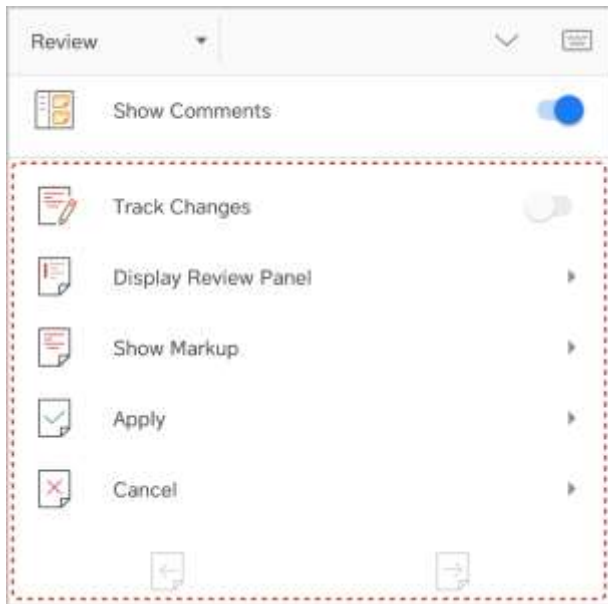 Review
Show Comments
Track Changes
Display Review Panel
Show Markup
Apply
Cancel